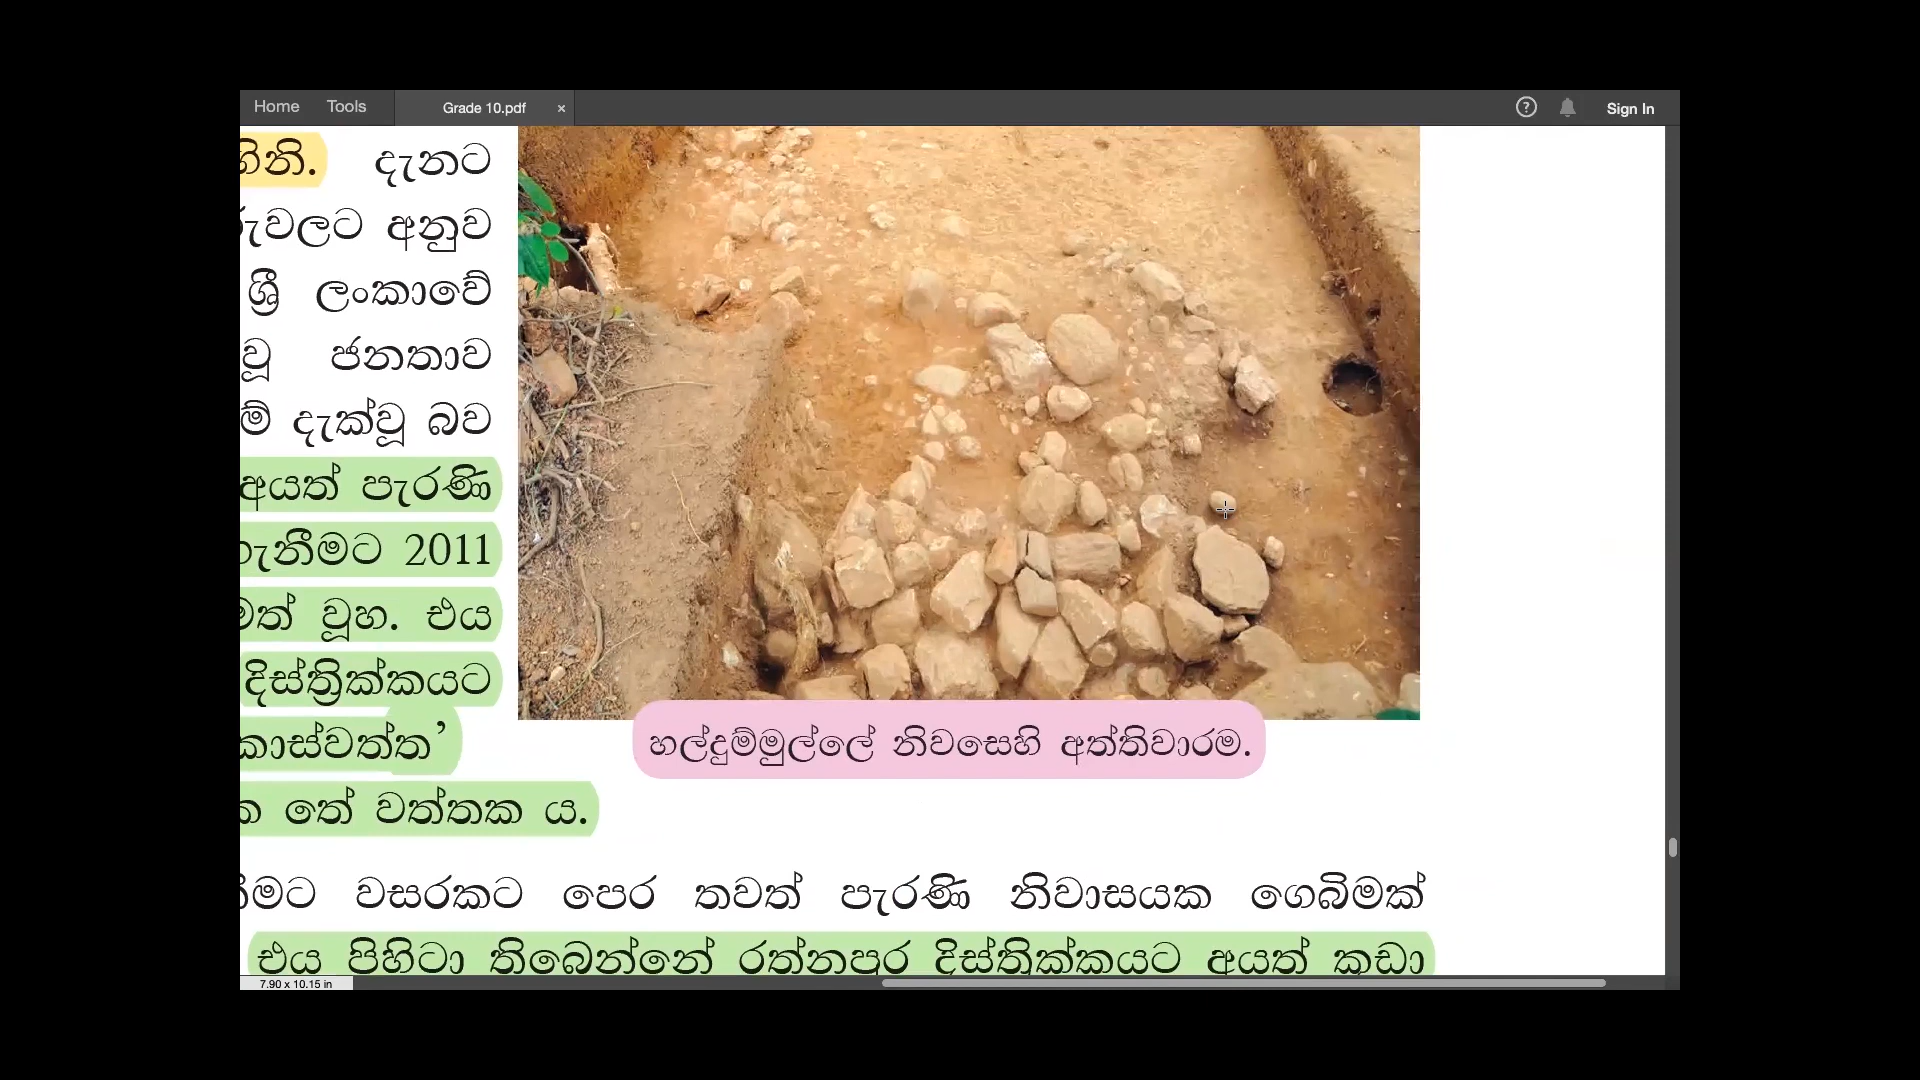 Home Tools Grade 10.pdf × ? Sign In
දැනට
අනුව
ශ්‍රී ලංකාවේ
වූ ජනතාව
දැක්වූ බව
අයත් පැරණි
2011
වූහ. එය
දිස්ත්‍රික්කයට
තේ වත්තක ය.
හල්දුම්මුල්ලේ නිවසෙහි අත්තිවාරම.
වසරකට පෙර තවත් පැරණි නිවාසයක ගෙබිමක්
එය පිහිටා තිබෙන්නේ රත්නපුර දිස්ත්‍රික්කයට අයත් කුඩා
7.90 x 10.15 in